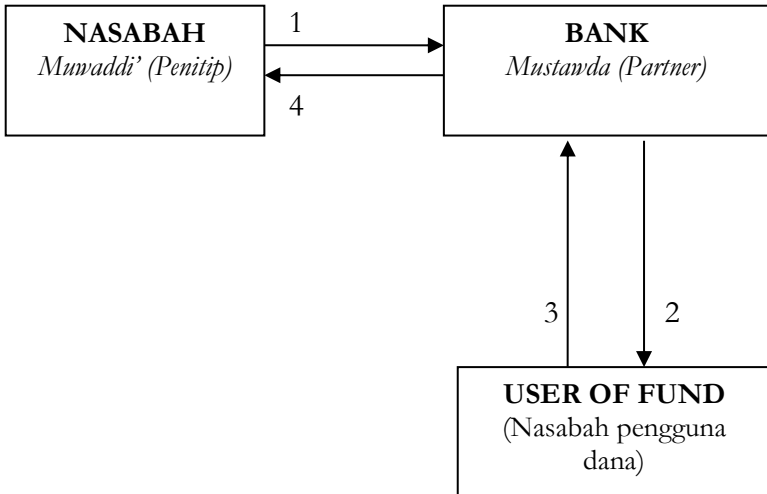 NASABAH
Muwaddi’ (Penitip)
1
BANK
Mustawda (Partner)
4
3
2
USER OF FUND
(Nasabah pengguna
dana)